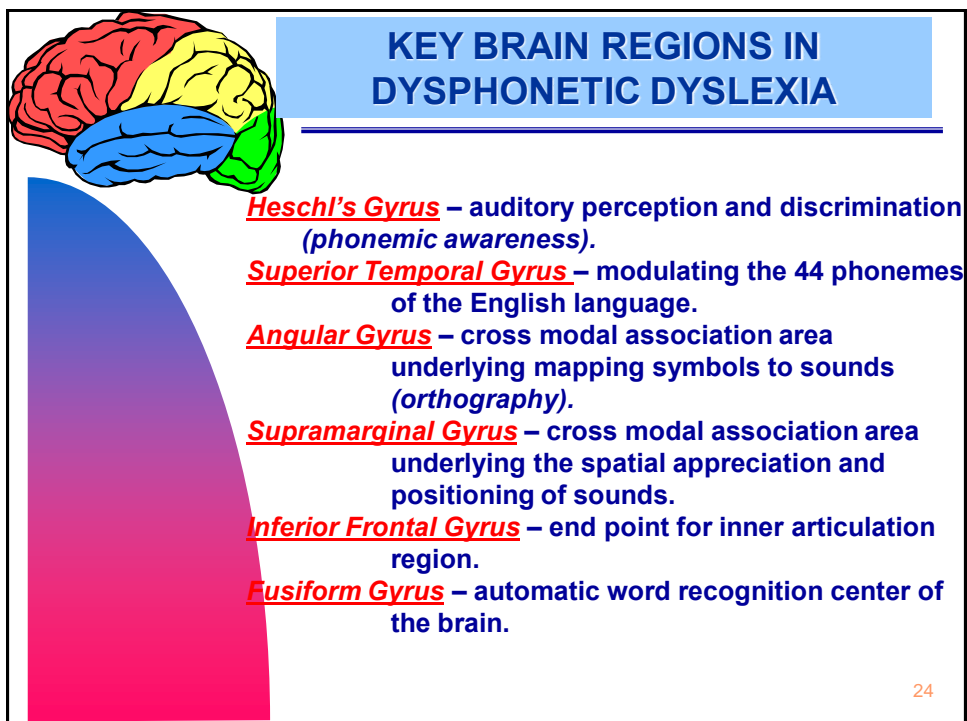 KEY BRAIN REGIONS IN
DYSPHONETIC DYSLEXIA
Heschl's Gyrus – auditory perception and discrimination
(phonemic awareness).
Superior Temporal Gyrus – modulating the 44 phonemes
of the English language.
Angular Gyrus – cross modal association area
underlying mapping symbols to sounds
(orthography).
Supramarginal Gyrus – cross modal association area
underlying the spatial appreciation and
positioning of sounds.
Inferior Frontal Gyrus – end point for inner articulation
region.
Fusiform Gyrus – automatic word recognition center of
the brain.
24